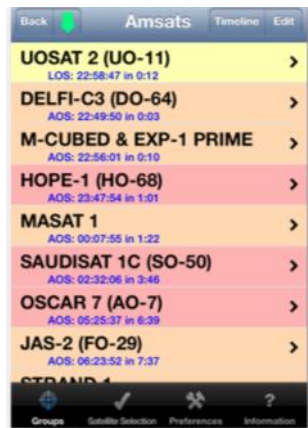 Back Amsats Timeline Edit
UOSAT 2 (UO-11)
LOS: 22:58:47 in 0:12
DELFI-C3 (DO-64)
AOS: 22:49:50 in 0:03
M-CUBED & EXP-1 PRIME
AOS: 22:56:01 in 0:10
HOPE-1 (HO-68)
AOS: 23:47:54 in 1:01
MASAT 1
AOS: 00:07:55 in 1:22
SAUDISAT 1C (SO-50)
AOS: 02:32:06 in 3:46
OSCAR 7 (AO-7)
AOS: 05:25:37 in 6:39
JAS-2 (FO-29)
AOS: 06:23:52 in 7:37
STRAND 1
Groups Satellite Selection Preferences Information